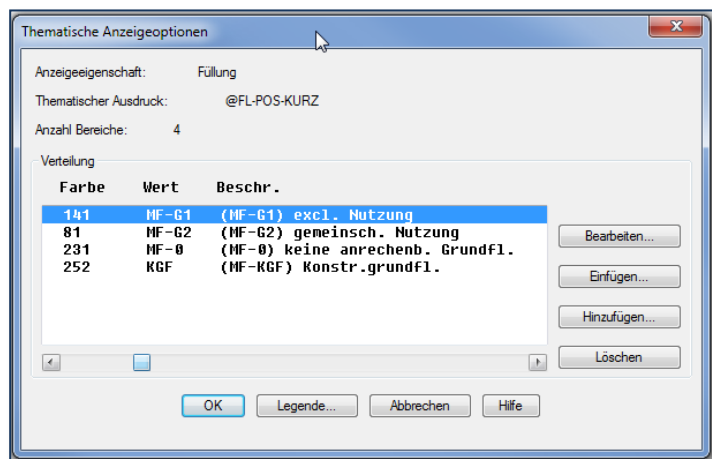 Thematische Anzeigeoptionen
Anzeigeeigenschaft: Füllung
Thematischer Ausdruck: @FL-POS-KURZ
Anzahl Bereiche: 4
Verteilung
Farbe Wert Beschr.
141 MF-G1 (MF-G1) excl. Nutzung
81 MF-G2 (MF-G2) gemeinsch. Nutzung
231 MF-0 (MF-0) keine anrechenb. Grundfl.
252 KGF (MF-KGF) Konstr.grundfl.
Bearbeiten...
Einfügen...
Hinzufügen...
Löschen
OK Legende... Abbrechen Hilfe